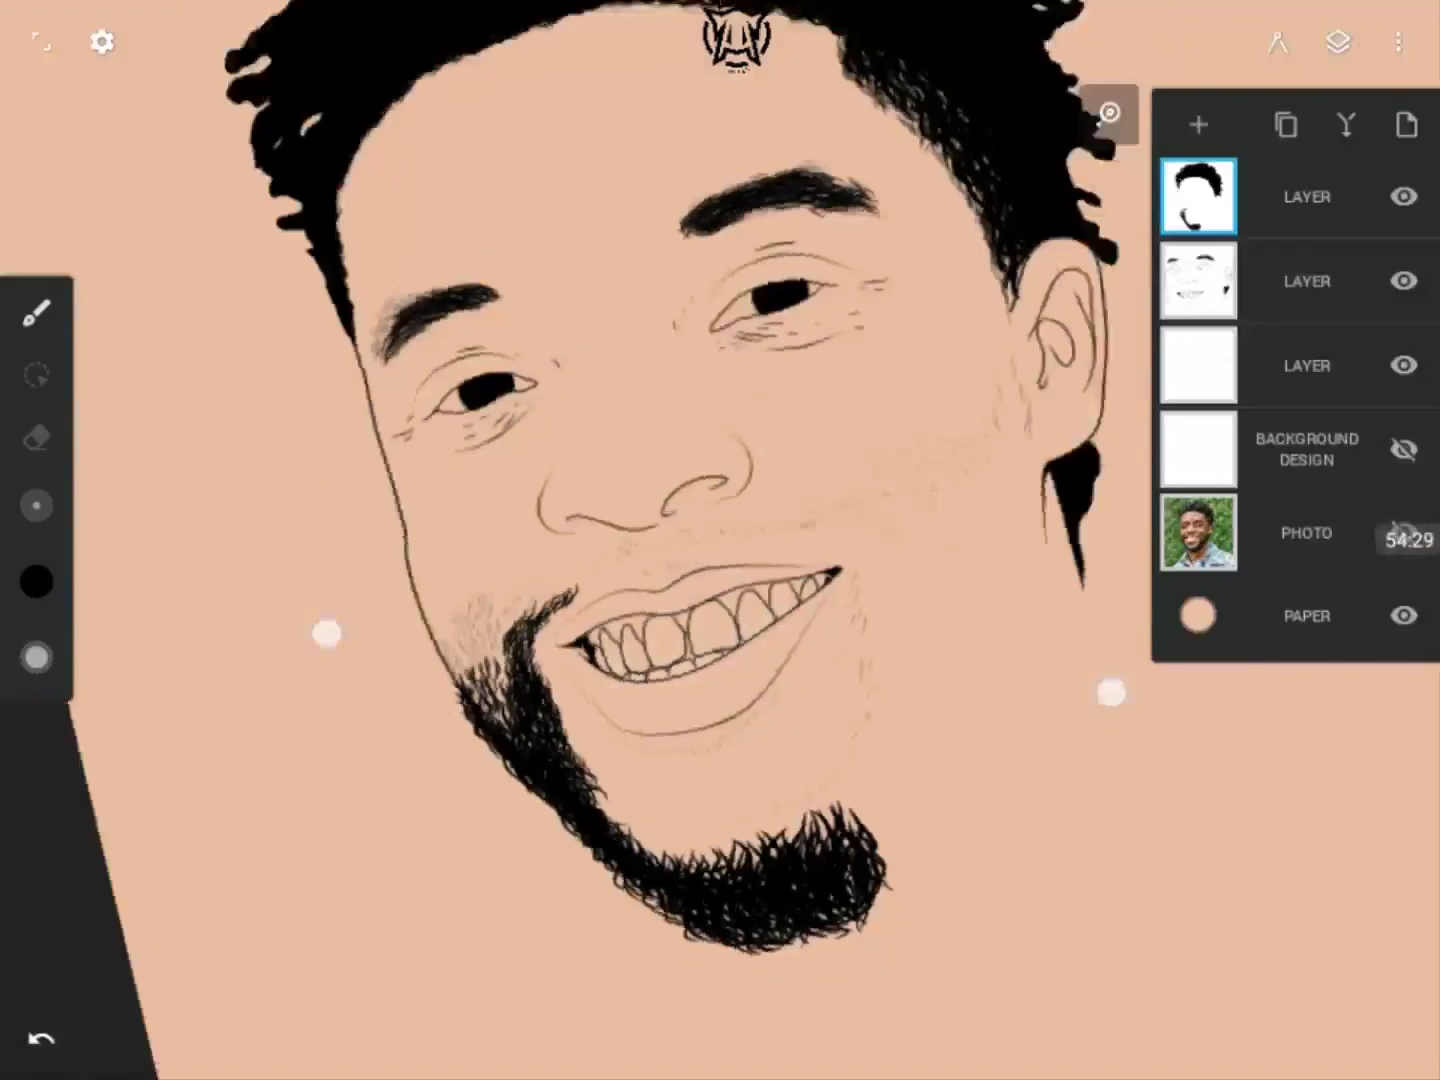 LAYER
LAYER
LAYER
BACKGROUND
DESIGN
PHOTO
54:29
PAPER